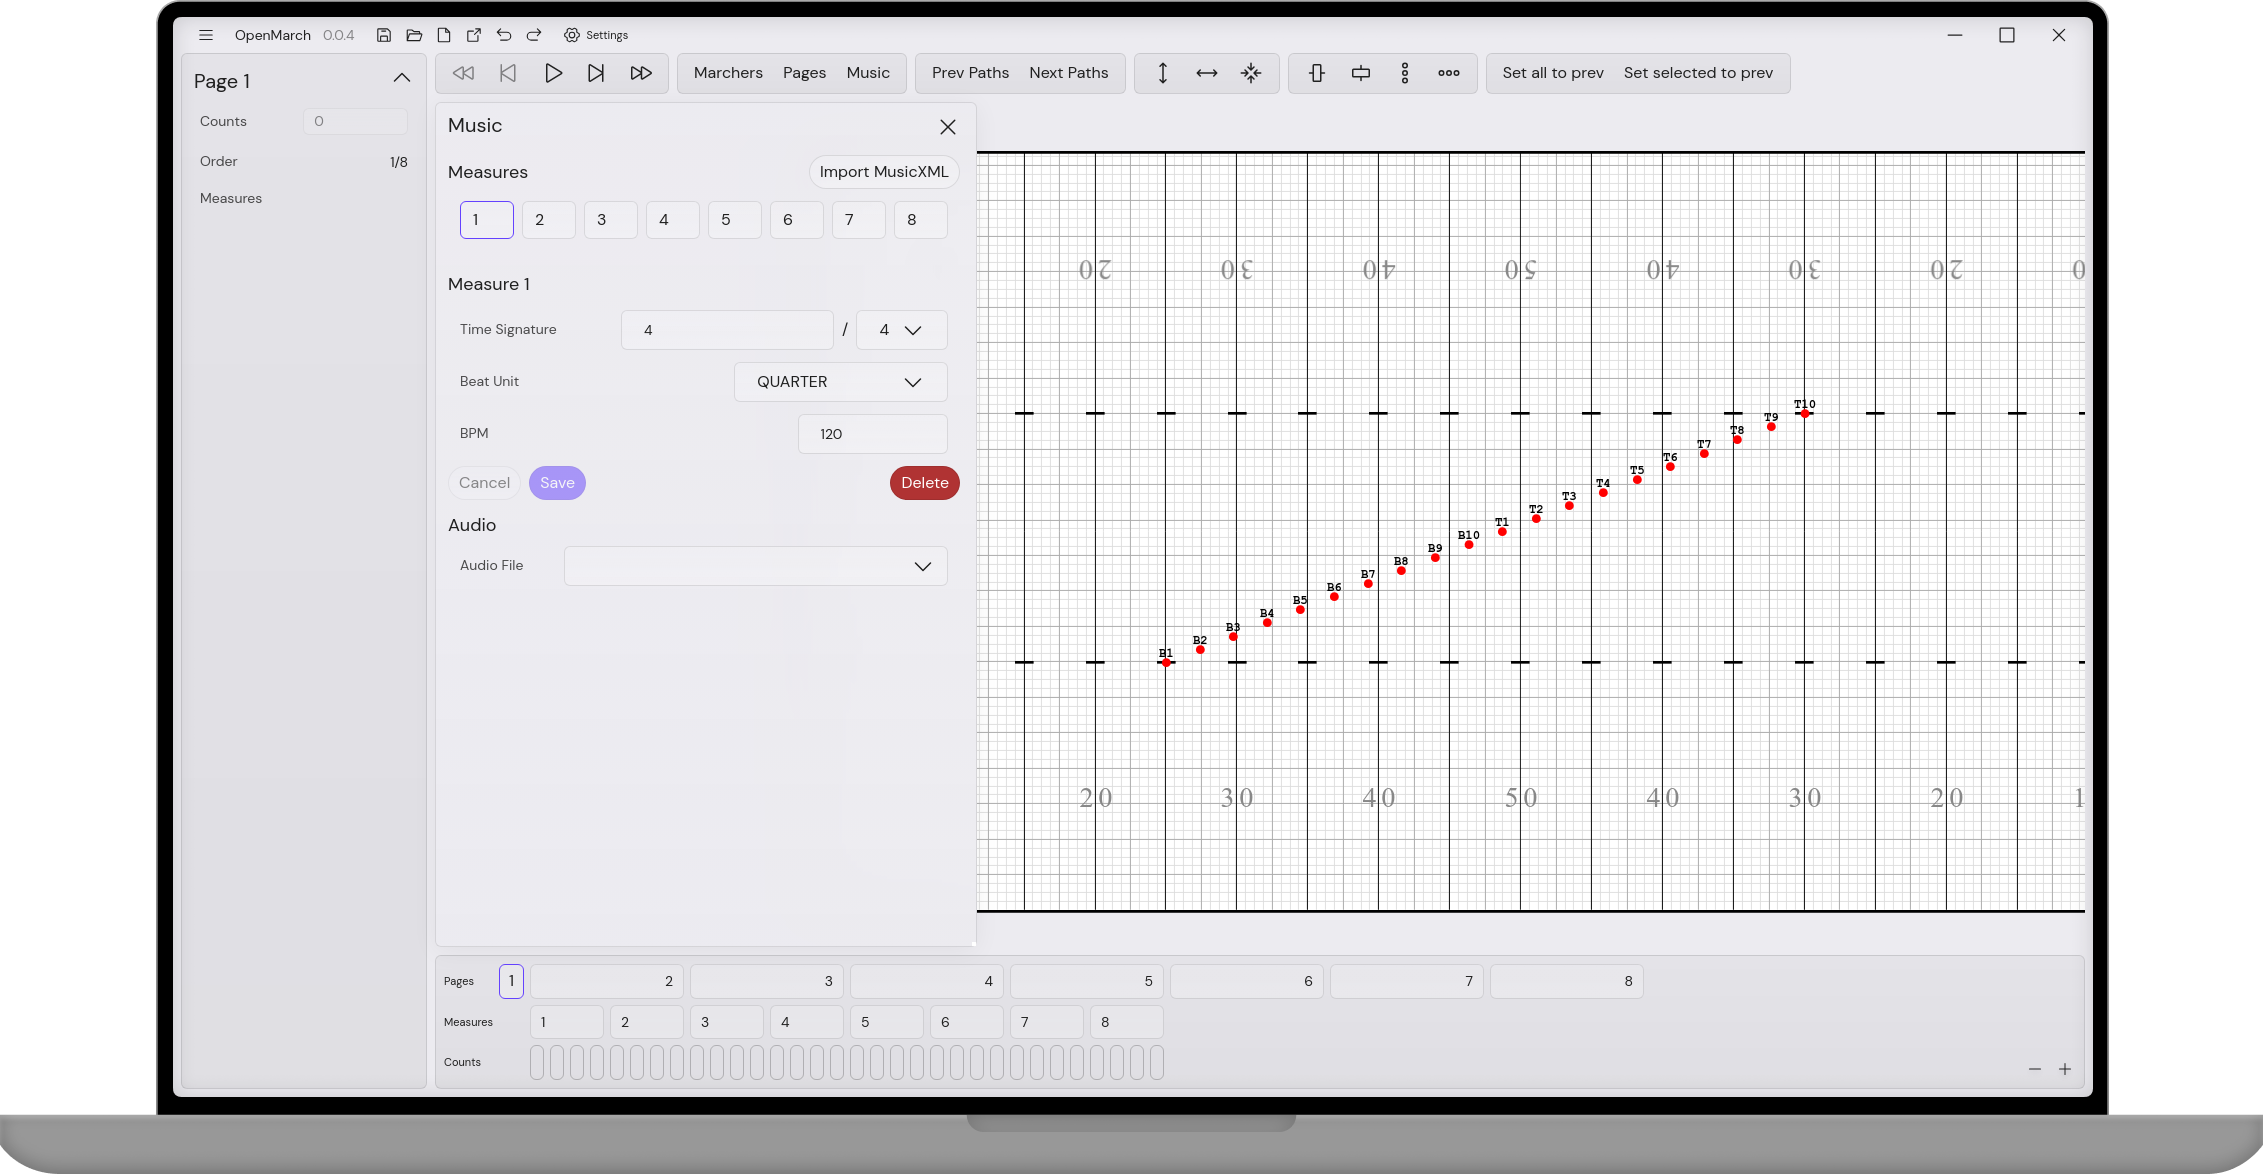 OpenMarch 0.0.4 Settings
Page 1
Counts 0
Order 1/8
Measures
Marchers Pages Music Prev Paths Next Paths Set all to prev Set selected to prev
Music
Measures Import MusicXML
1 2 3 4 5 6 7 8
Measure 1
Time Signature 4 / 4
Beat Unit QUARTER
BPM 120
Cancel Save Delete
Audio
Audio File
20 30 40 50 40 30 20 0
T10
T9
T8
T7
T6
T5
T4
T3
T2
T1
B10
B9
B8
B7
B6
B5
B4
B3
B2
B1
20 30 40 50 40 30 20 1
Pages 1 2 3 4 5 6 7 8
Measures 1 2 3 4 5 6 7 8
Counts